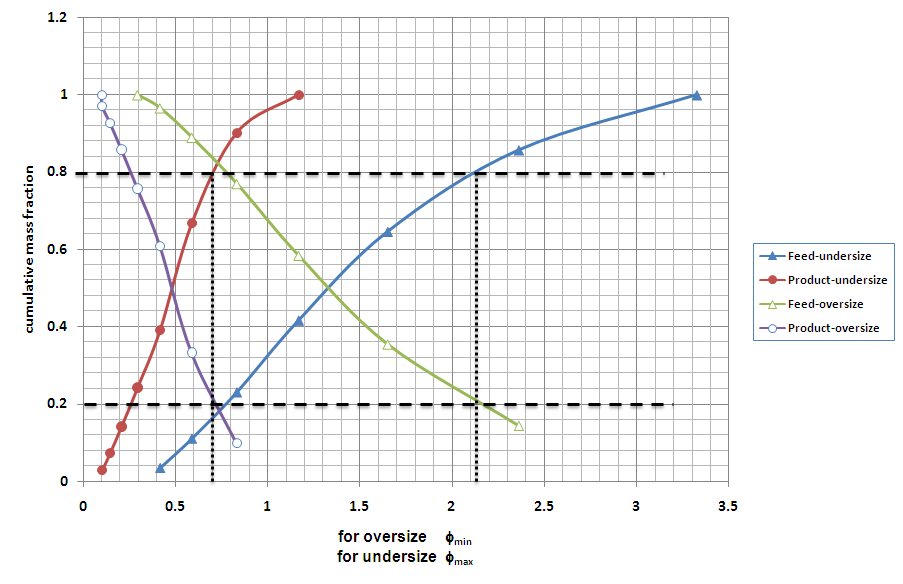 1.2
1
0.8
0.6
0.4
0.2
0
cumulative mass fraction
0 0.5 1 1.5 2 2.5 3 3.5
for oversize ϕmin
for undersize ϕmax
Feed-undersize
Product-undersize
Feed-oversize
Product-oversize